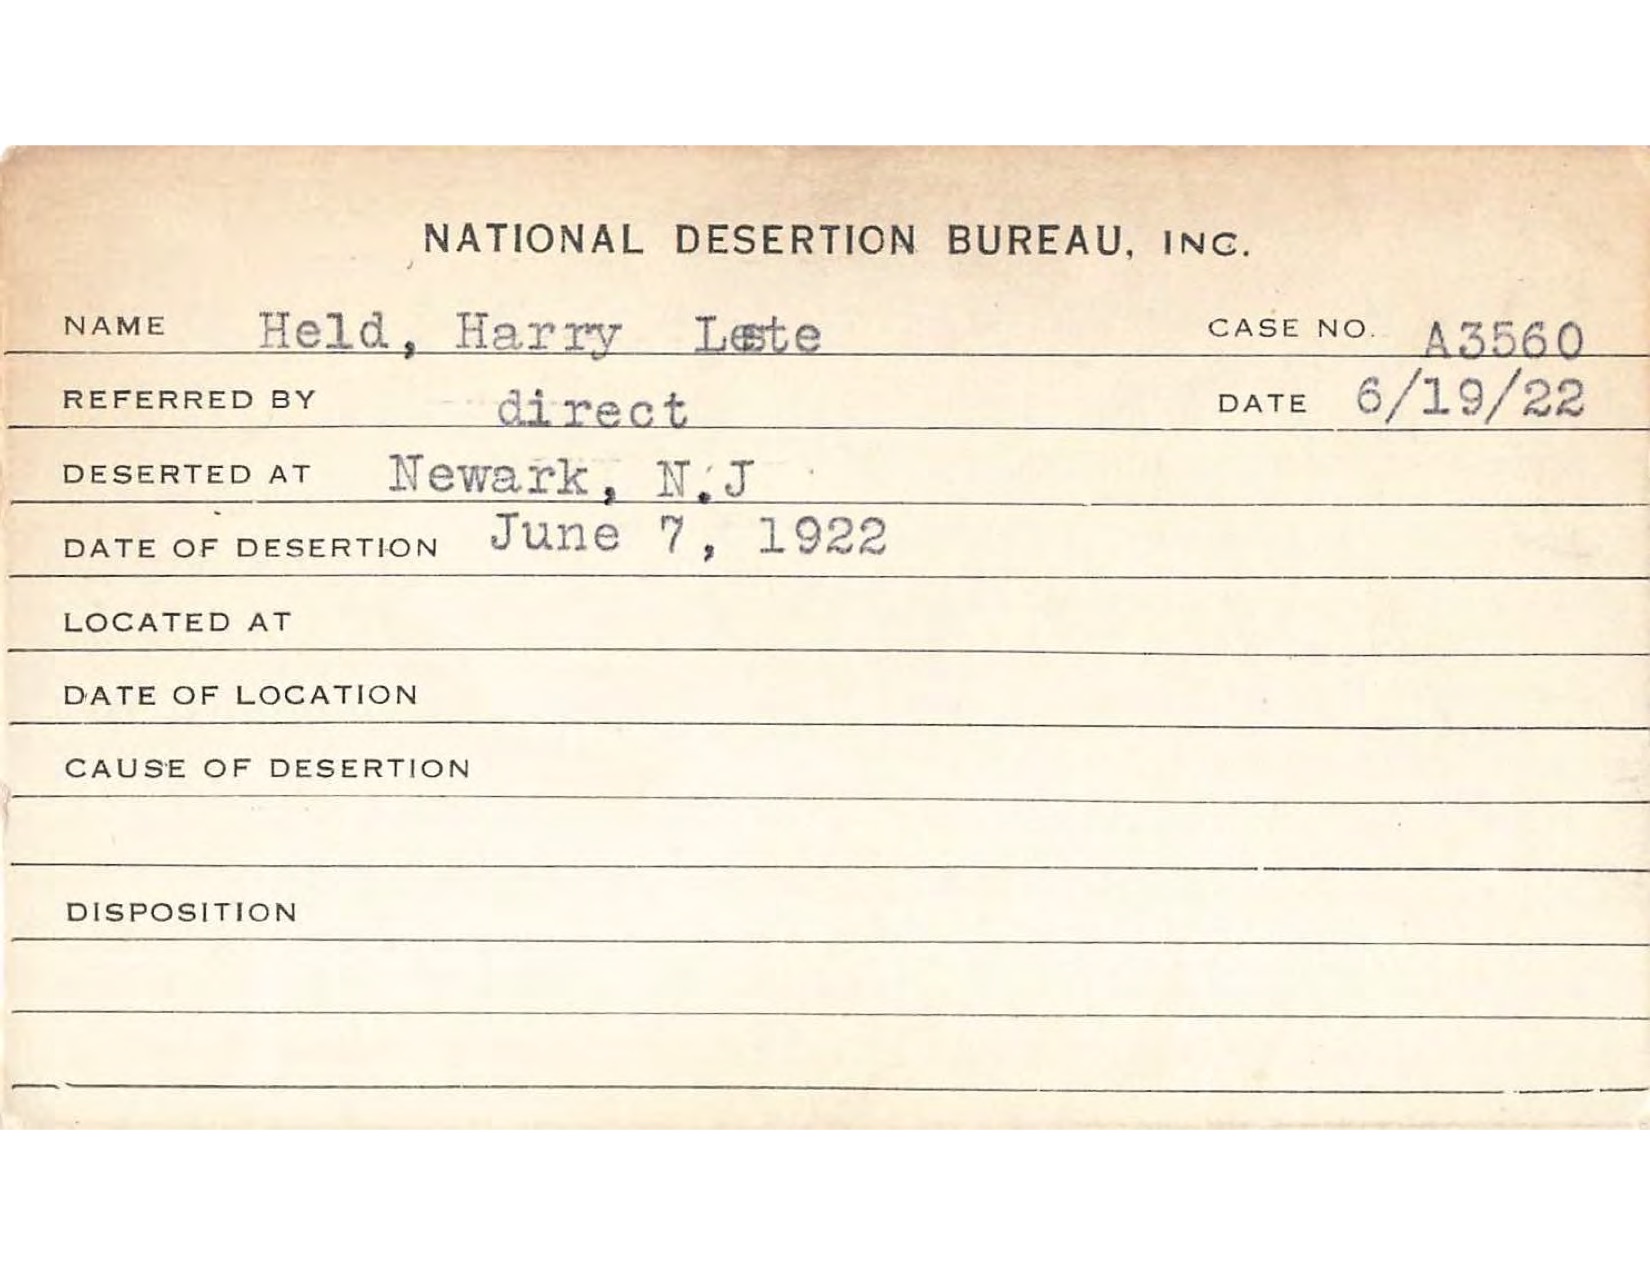 NATIONAL DESERTION BUREAU, INC.
NAME Held, Harry CASE NO. A3560
REFERRED BY direct DATE 6/19/22
DESERTED AT Newark, N.J
DATE OF DESERTION June 7, 1922
LOCATED AT
DATE OF LOCATION
CAUSE OF DESERTION
DISPOSITION